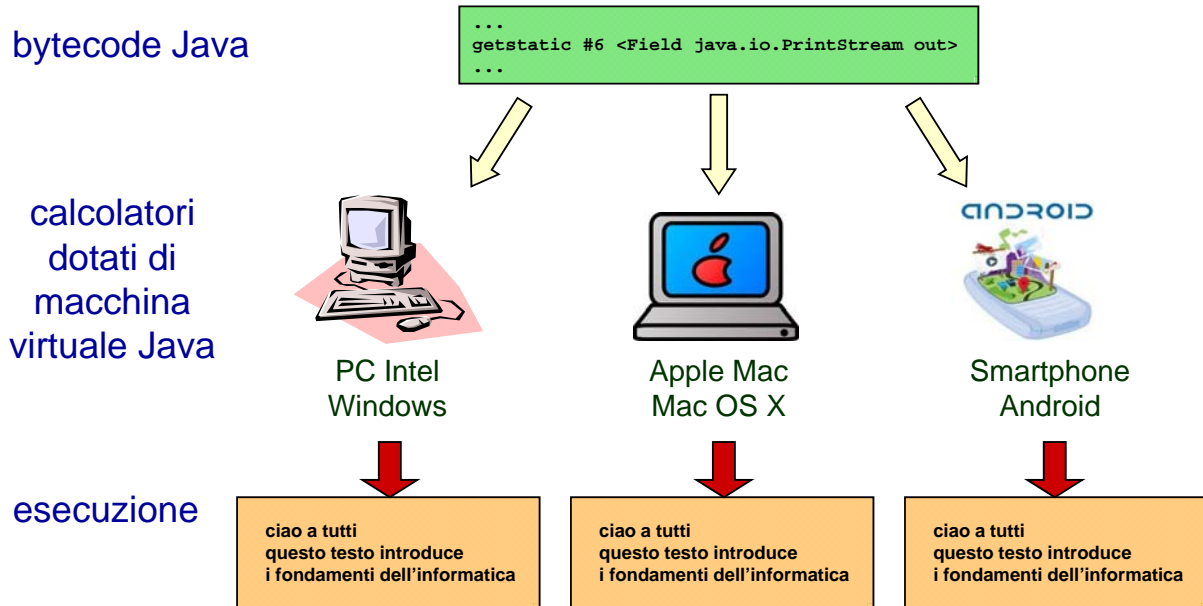 bytecode Java
...
getstatic #6 <Field java.io.PrintStream out>
...
calcolatori
dotati di
macchina
virtuale Java
ANDROID
PC Intel
Windows
Apple Mac
Mac OS X
Smartphone
Android
esecuzione
ciao a tutti
questo testo introduce
i fondamenti dell'informatica
ciao a tutti
questo testo introduce
i fondamenti dell'informatica
ciao a tutti
questo testo introduce
i fondamenti dell'informatica